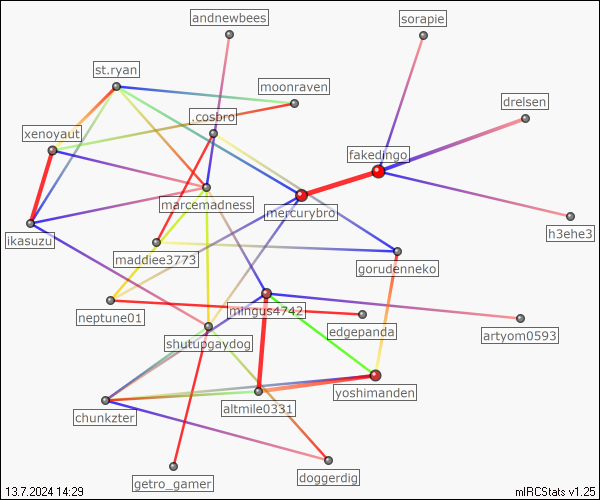 andnewbees
sorapie
st.ryan
moonraven
drelsen
.cosbro
xenoyaut
fakedingo
marcemadness
mercurybro
h3ehe3
ikasuzu
maddiee3773
gorudenneko
neptune01
mingus4742
edgepanda
artyom0593
shutupgaydog
yoshimanden
chunkzter
altmile0331
getro_gamer
doggerdig
13.7.2024 14:29
mIRCStats v1.25